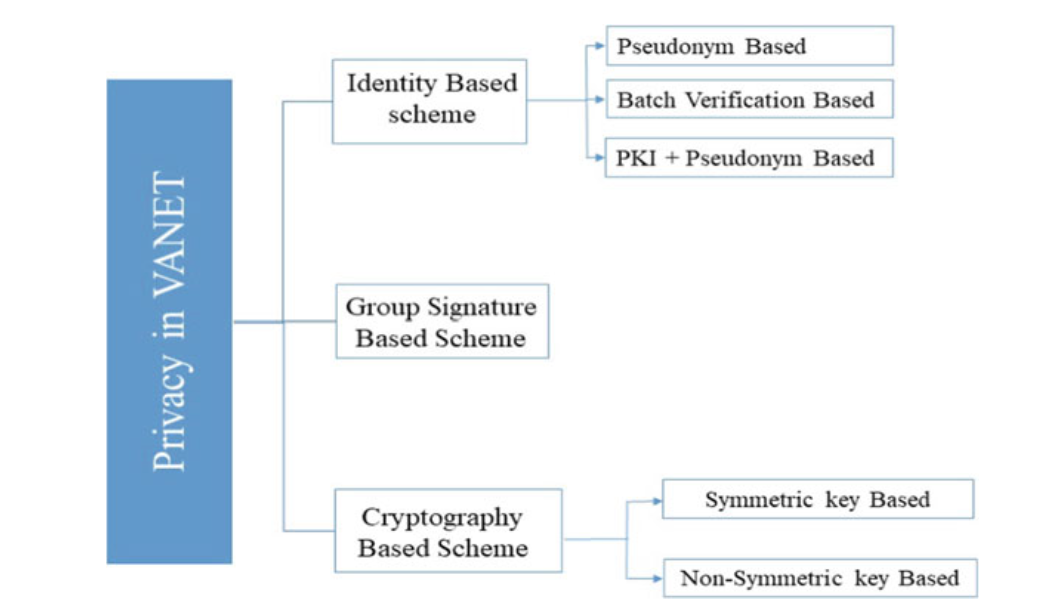 Privacy in VANET
Identity Based
scheme
Pseudonym Based
Batch Verification Based
PKI + Pseudonym Based
Group Signature
Based Scheme
Cryptography
Based Scheme
Symmetric key Based
Non-Symmetric key Based